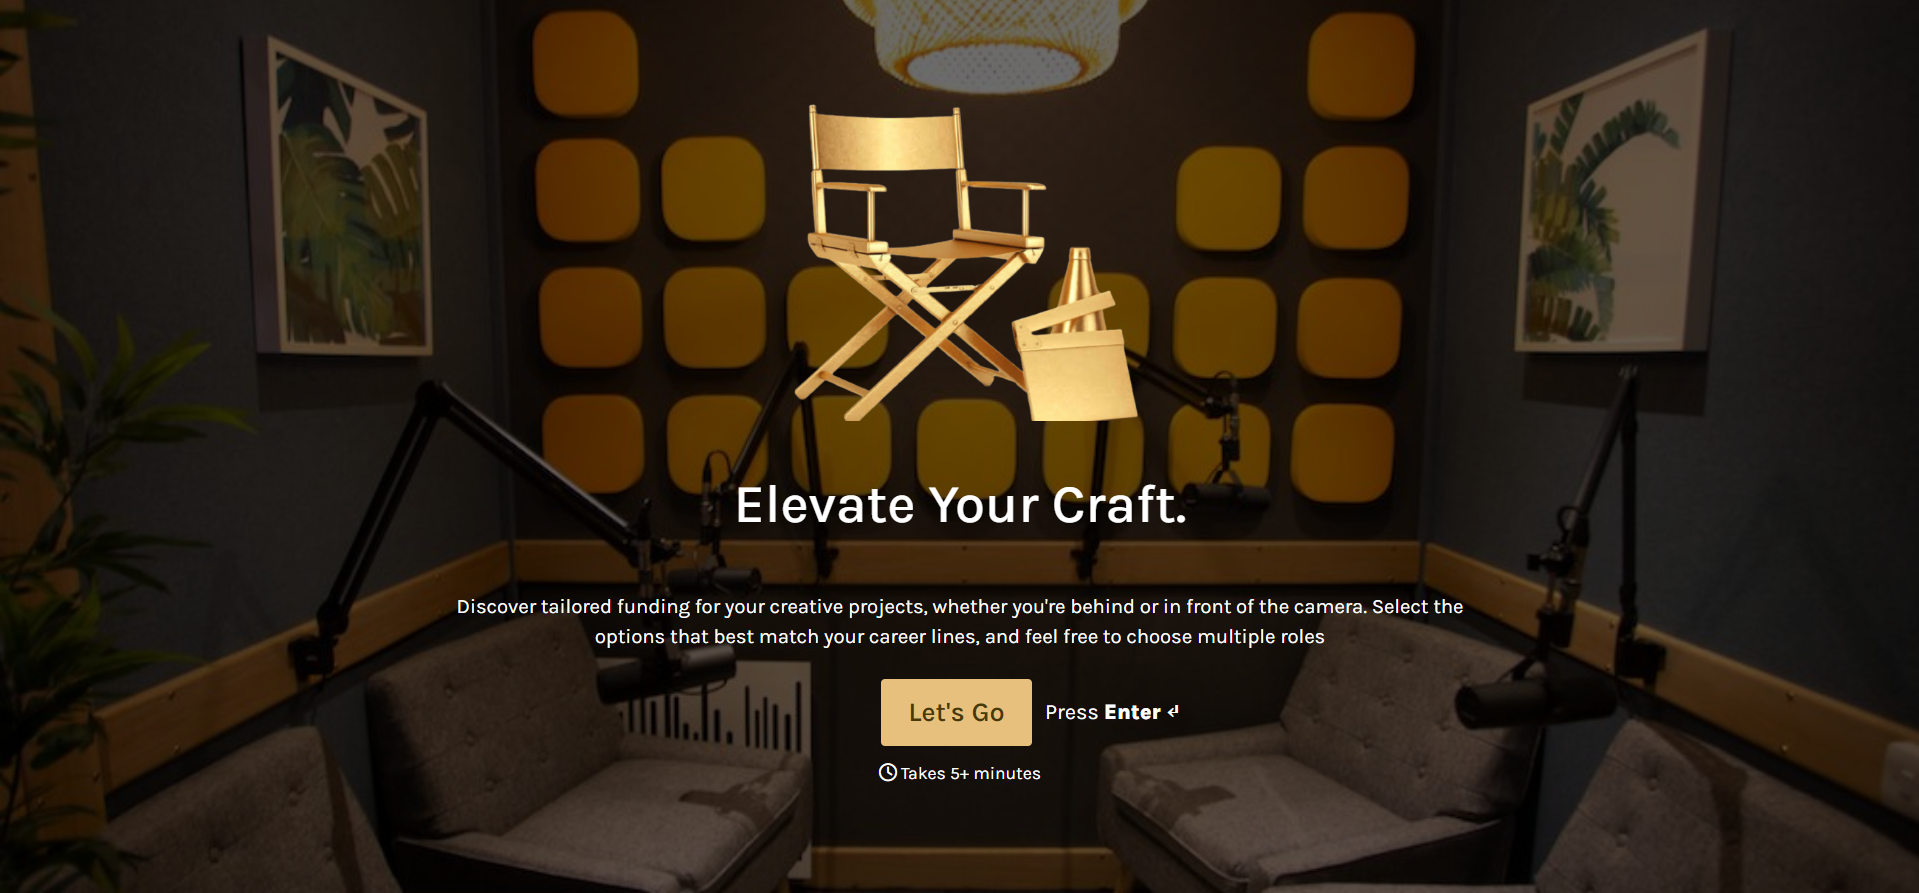 Elevate Your Craft.
Discover tailored funding for your creative projects, whether you're behind or in front of the camera. Select the
options that best match your career lines, and feel free to choose multiple roles
Let's Go
Press Enter ↵
Takes 5+ minutes